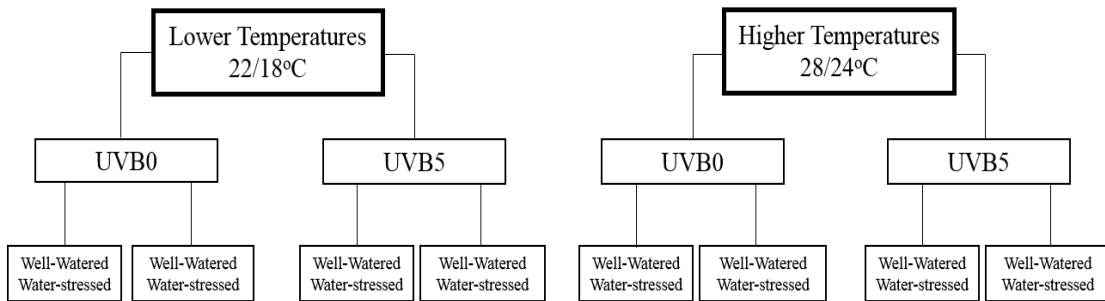 Lower Temperatures
22/18°C
Higher Temperatures
28/24°C
UVB0
UVB5
UVB0
UVB5
Well-Watered
Water-stressed
Well-Watered
Water-stressed
Well-Watered
Water-stressed
Well-Watered
Water-stressed
Well-Watered
Water-stressed
Well-Watered
Water-stressed
Well-Watered
Water-stressed
Well-Watered
Water-stressed